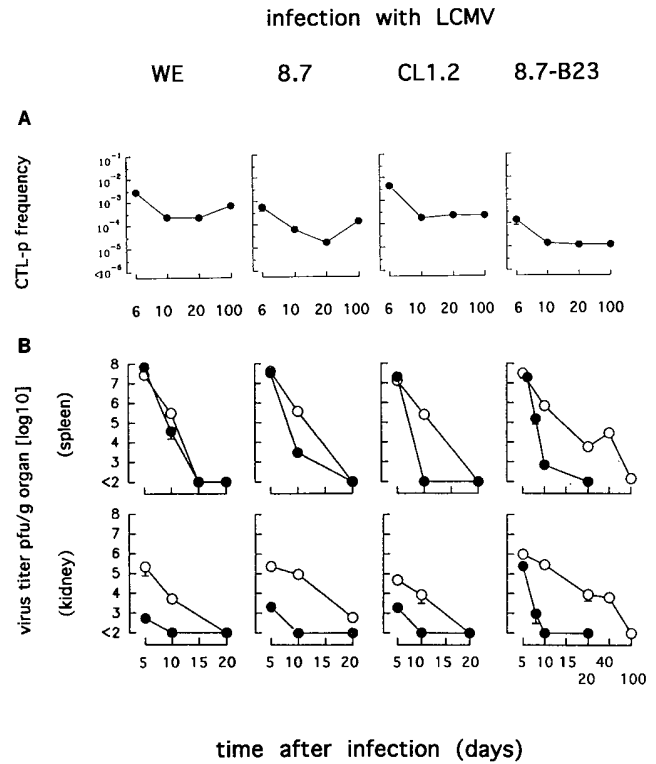 infection with LCMV
WE 8.7 CL1.2 8.7-B23
A
CTL-p frequency
10-1
10-2
10-3
10-4
10-5
<10-6
6 10 20 100 6 10 20 100 6 10 20 100 6 10 20 100
B
virus titer pfu/g organ [log10]
(spleen)
8
7
6
5
4
3
<2
(kidney)
8
7
6
5
4
3
<2
5 10 15 20 5 10 15 20 5 10 15 20 5 10 15 40
20 100
time after infection (days)